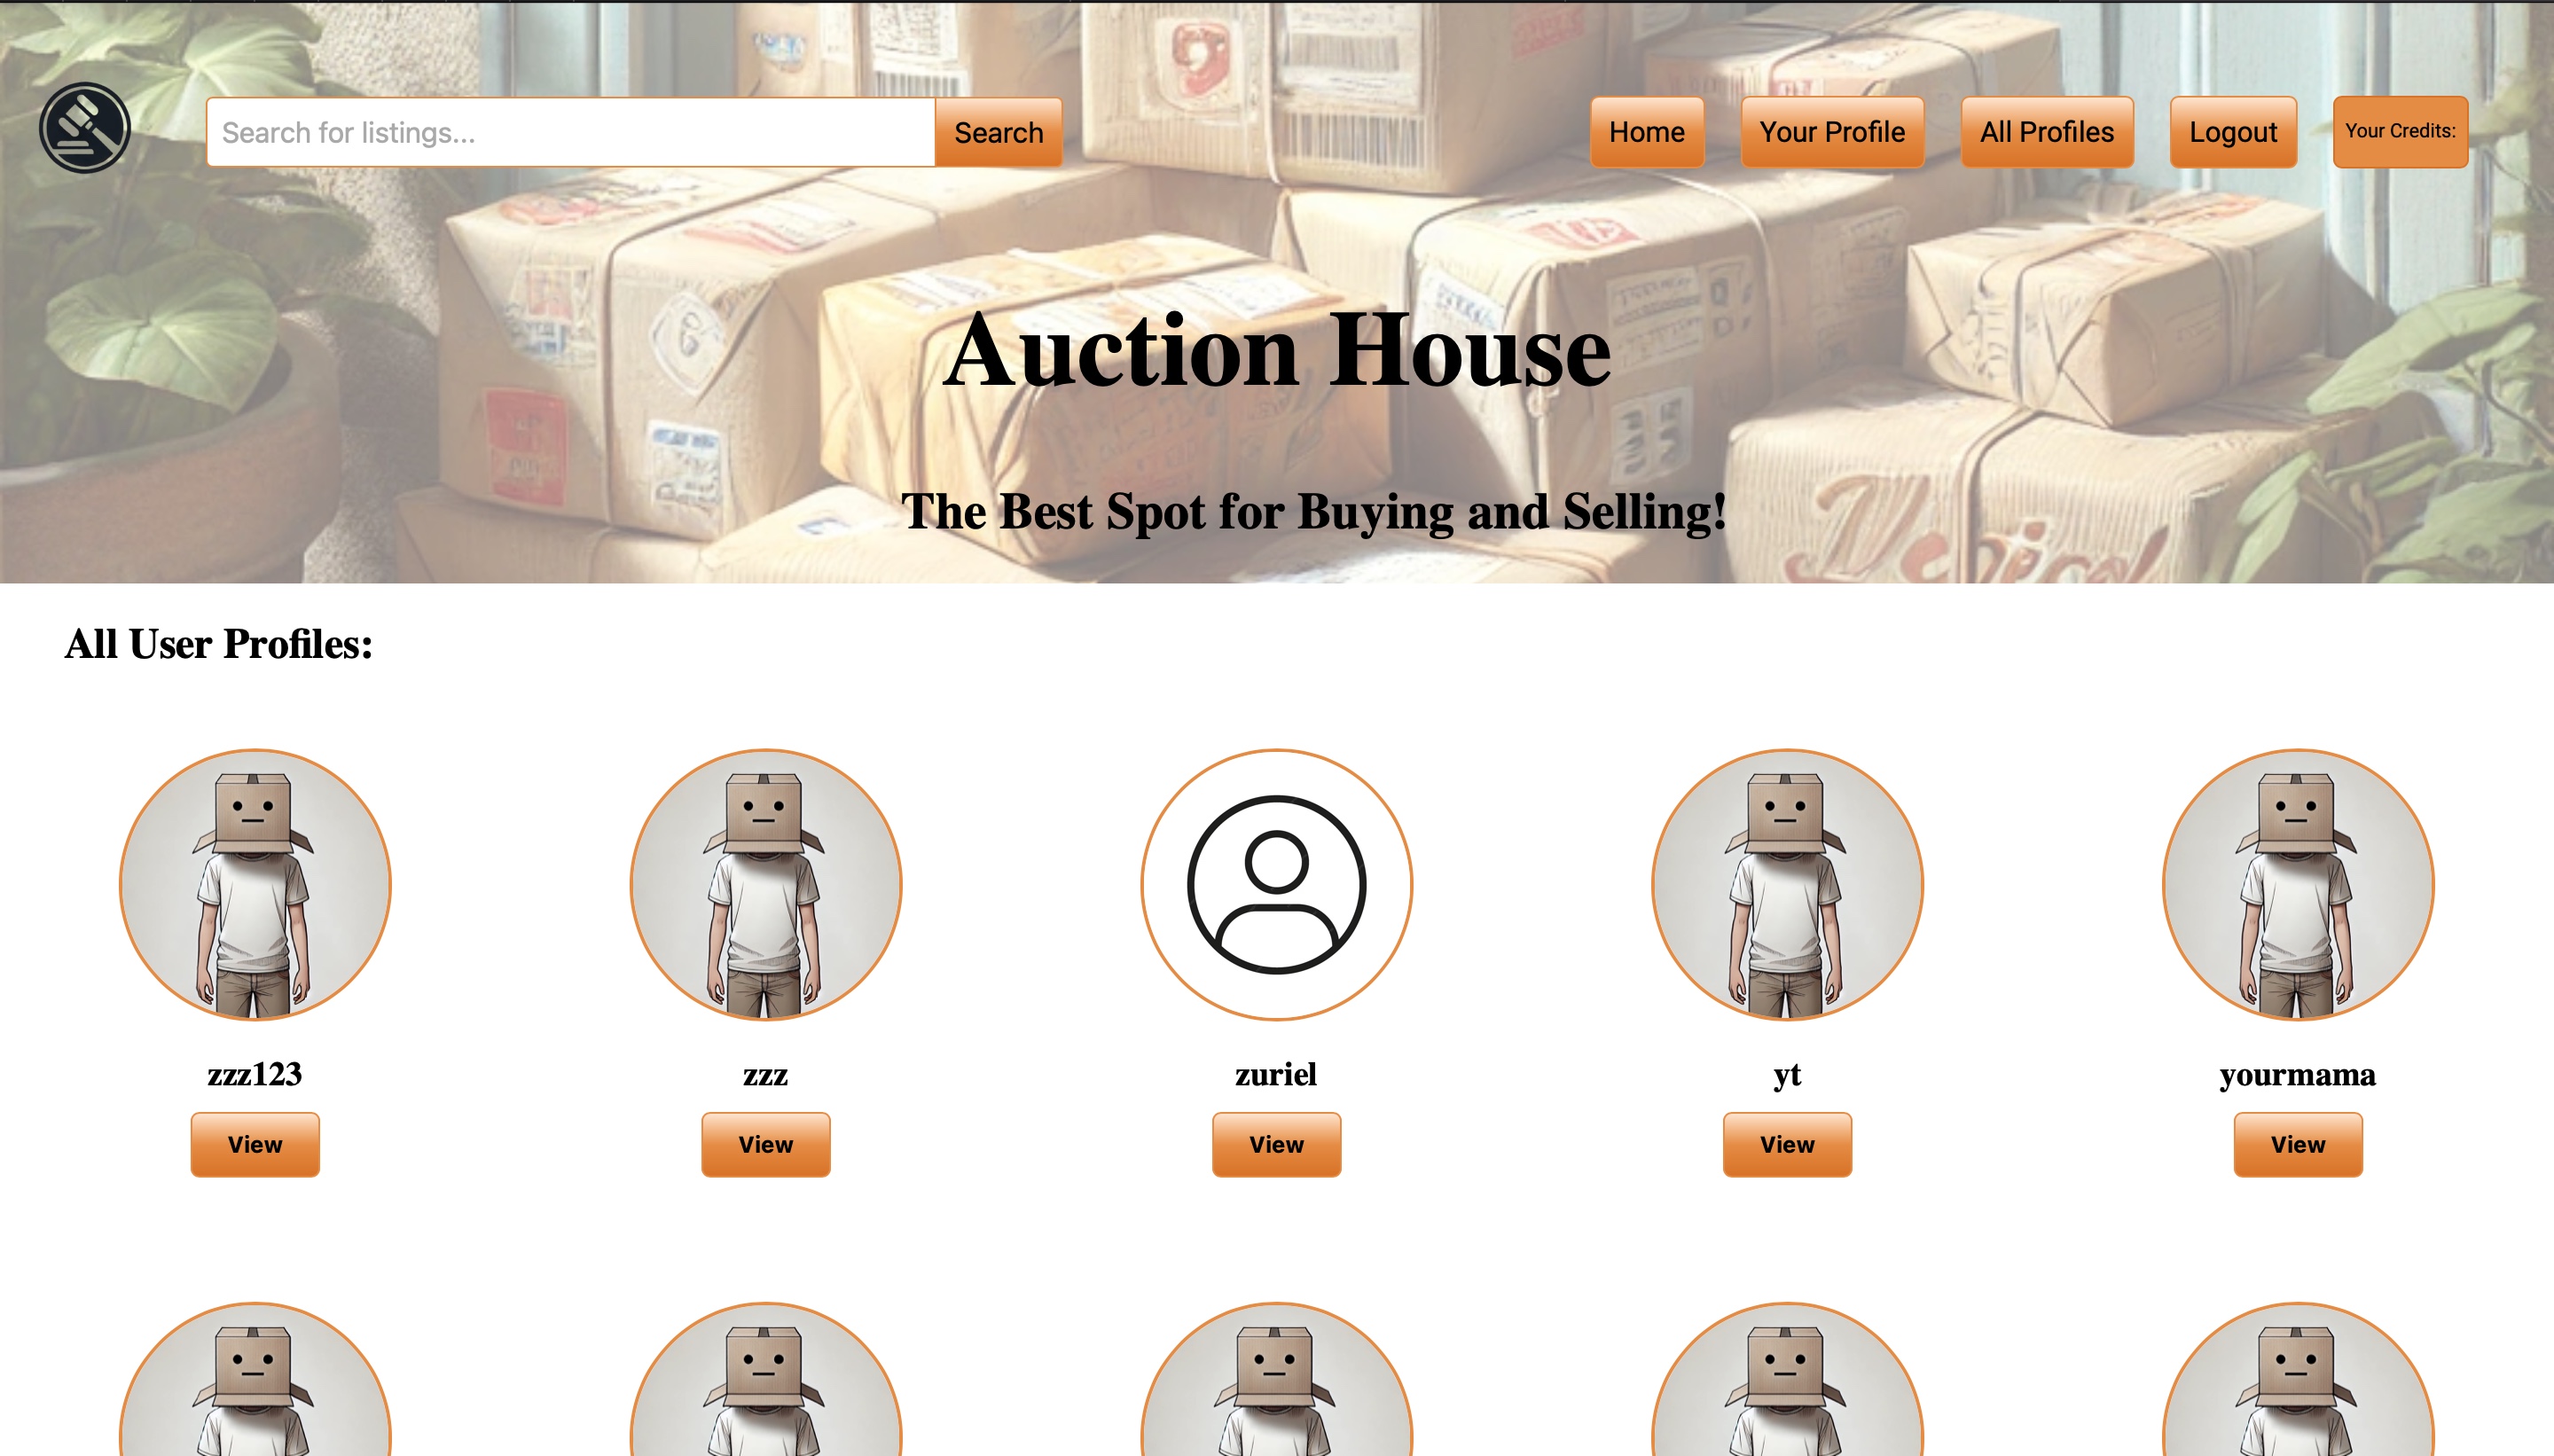 Search for listings...
Search
Home
Your Profile
All Profiles
Logout
Your Credits:
Auction House
The Best Spot for Buying and Selling!
All User Profiles:
zzz123
zzz
zuriel
yt
yourmama
View
View
View
View
View